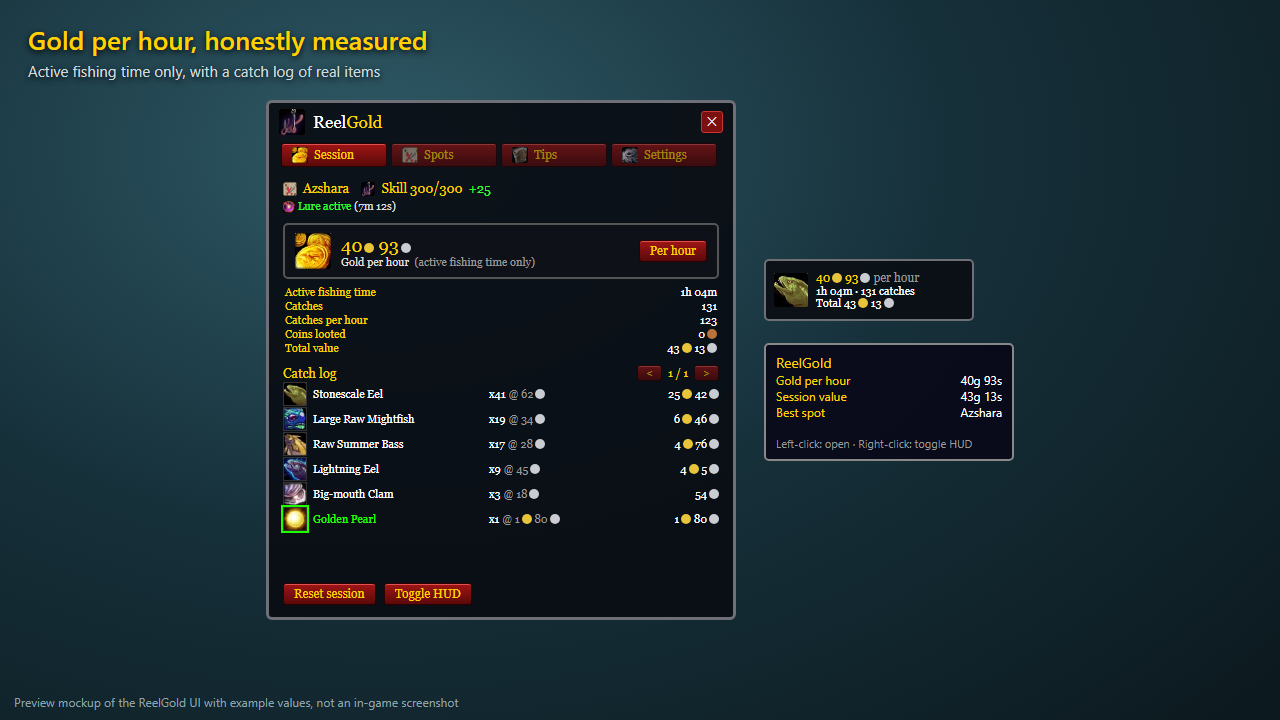 Gold per hour, honestly measured
Active fishing time only, with a catch log of real items
ReelGold
Session Spots Tips Settings
Azshara Skill 300/300 +25
Lure active (7m 12s)
40 93
Gold per hour (active fishing time only)
Per hour
Active fishing time 1h 04m
Catches 131
Catches per hour 123
Coins looted 0
Total value 43 13
Catch log < 1 / 1 >
Stonescale Eel x41 @ 62 25 42
Large Raw Mightfish x19 @ 34 6 46
Raw Summer Bass x17 @ 28 4 76
Lightning Eel x9 @ 45 4 5
Big-mouth Clam x3 @ 18 54
Golden Pearl x1 @ 1 80 1 80
Reset session Toggle HUD
40 93 per hour
1h 04m · 131 catches
Total 43 13
ReelGold
Gold per hour 40g 93s
Session value 43g 13s
Best spot Azshara
Left-click: open · Right-click: toggle HUD
Preview mockup of the ReelGold UI with example values, not an in-game screenshot